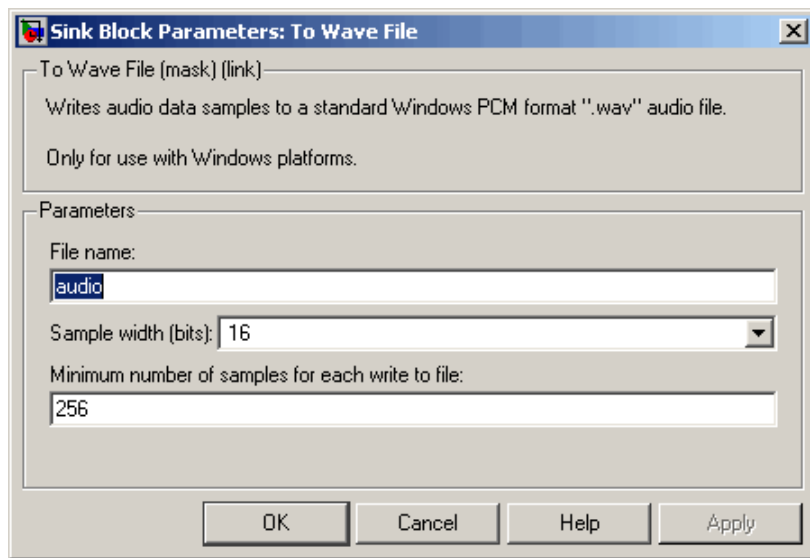 Sink Block Parameters: To Wave File
To Wave File (mask) (link)
Writes audio data samples to a standard Windows PCM format ".wav" audio file.
Only for use with Windows platforms.
Parameters
File name:
audio
Sample width (bits): 16
Minimum number of samples for each write to file:
256
OK Cancel Help Apply